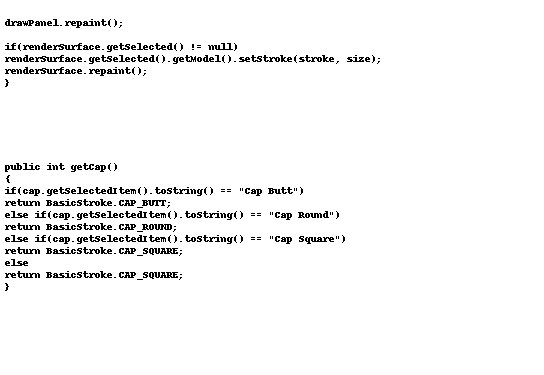 drawPanel.repaint();
if(renderSurface.getSelected() != null)
renderSurface.getSelected().getModel().setStroke(stroke, size);
renderSurface.repaint();
}
public int getCap()
{
if(cap.getSelectedItem().toString() == "Cap Butt")
return BasicStroke.CAP_BUTT;
else if(cap.getSelectedItem().toString() == "Cap Round")
return BasicStroke.CAP_ROUND;
else if(cap.getSelectedItem().toString() == "Cap Square")
return BasicStroke.CAP_SQUARE;
else
return BasicStroke.CAP_SQUARE;
}